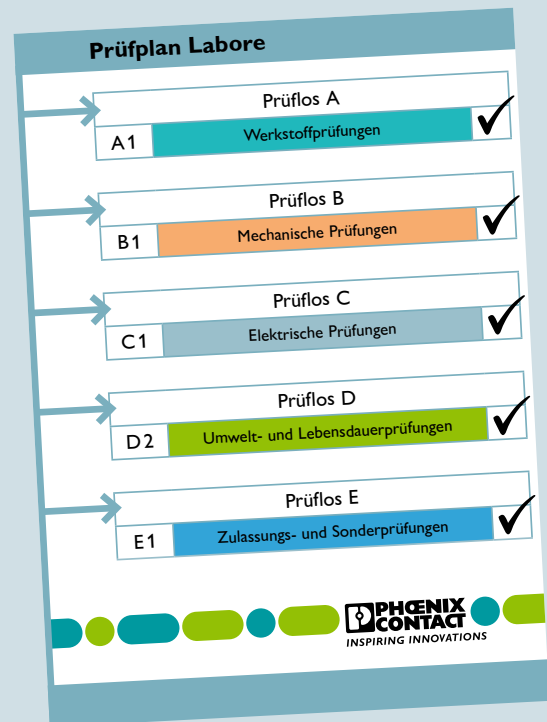 Prüfplan Labore
Prüflos A
A1 Werkstoffprüfungen
Prüflos B
B1 Mechanische Prüfungen
Prüflos C
C1 Elektrische Prüfungen
Prüflos D
D2 Umwelt- und Lebensdauerprüfungen
Prüflos E
E1 Zulassungs- und Sonderprüfungen
PHŒNIX
CONTACT
INSPIRING INNOVATIONS